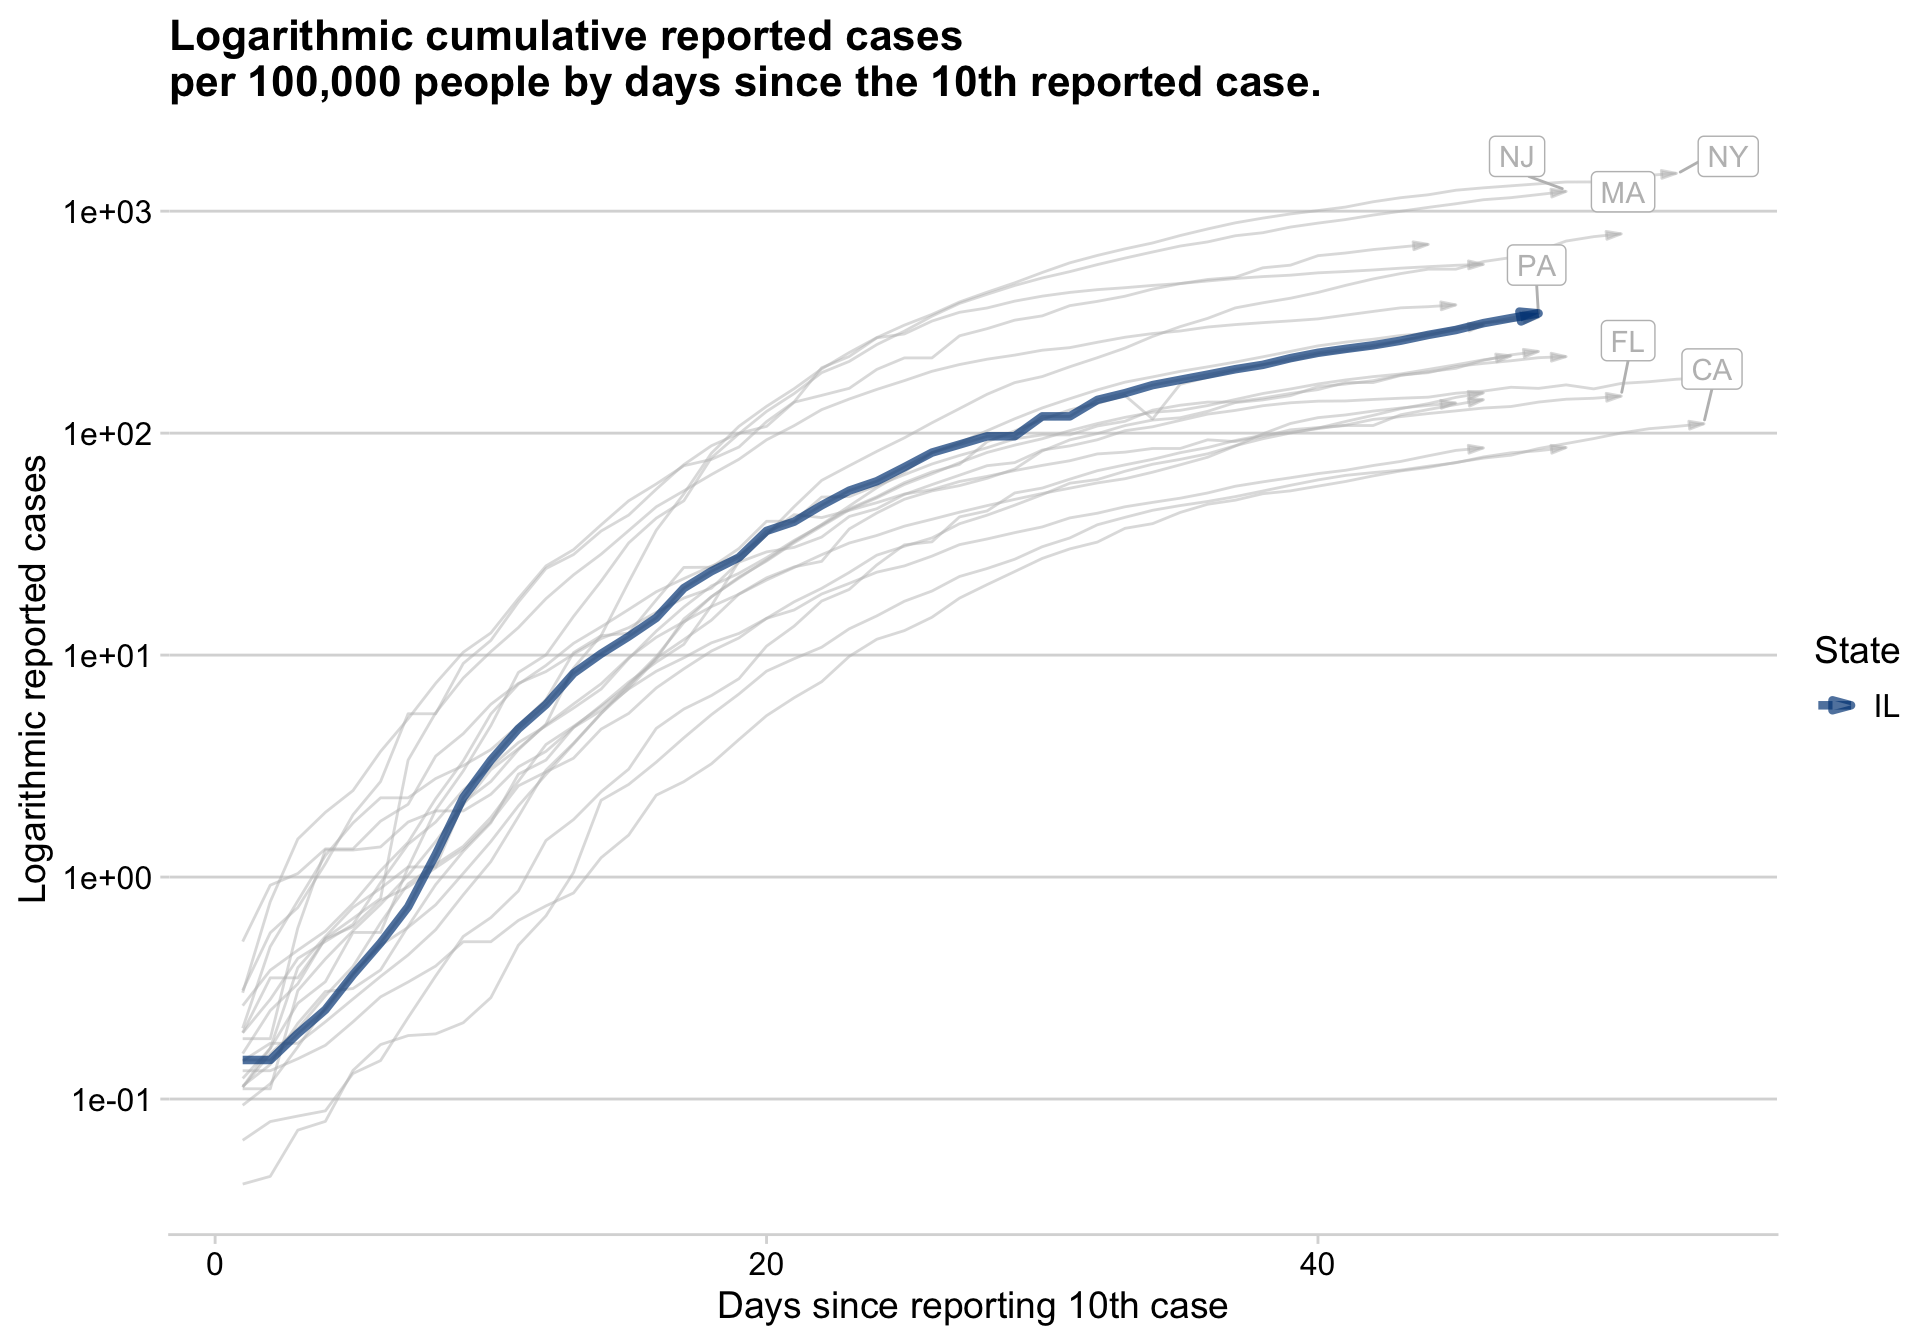 Logarithmic cumulative reported cases
per 100,000 people by days since the 10th reported case.
NJ
NY
MA
1e+03
PA
FL
CA
1e+02
Logarithmic reported cases
1e+01
State
IL
1e+00
1e-01
0
20
40
Days since reporting 10th case